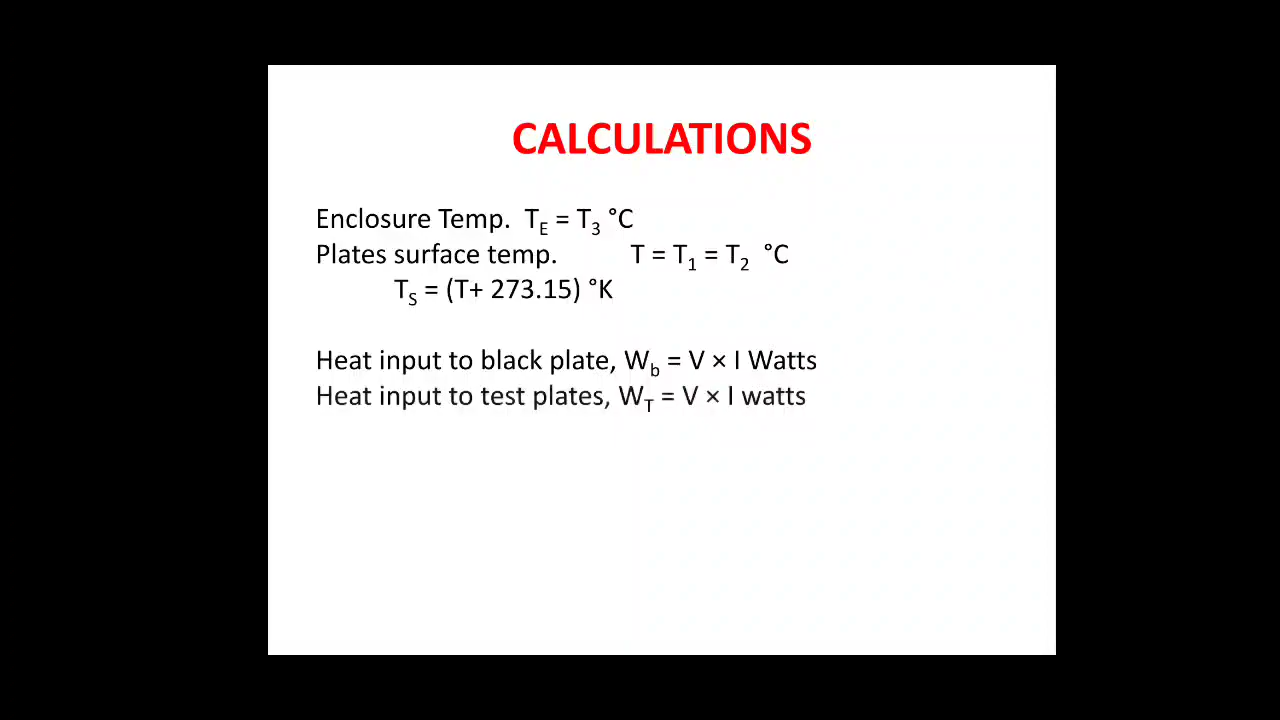 CALCULATIONS
Enclosure Temp. T_E = T_3 °C
Plates surface temp. T = T_1 = T_2 °C
T_S = (T+ 273.15) °K
Heat input to black plate, W_b = V × I Watts
Heat input to test plates, W_T = V × I watts